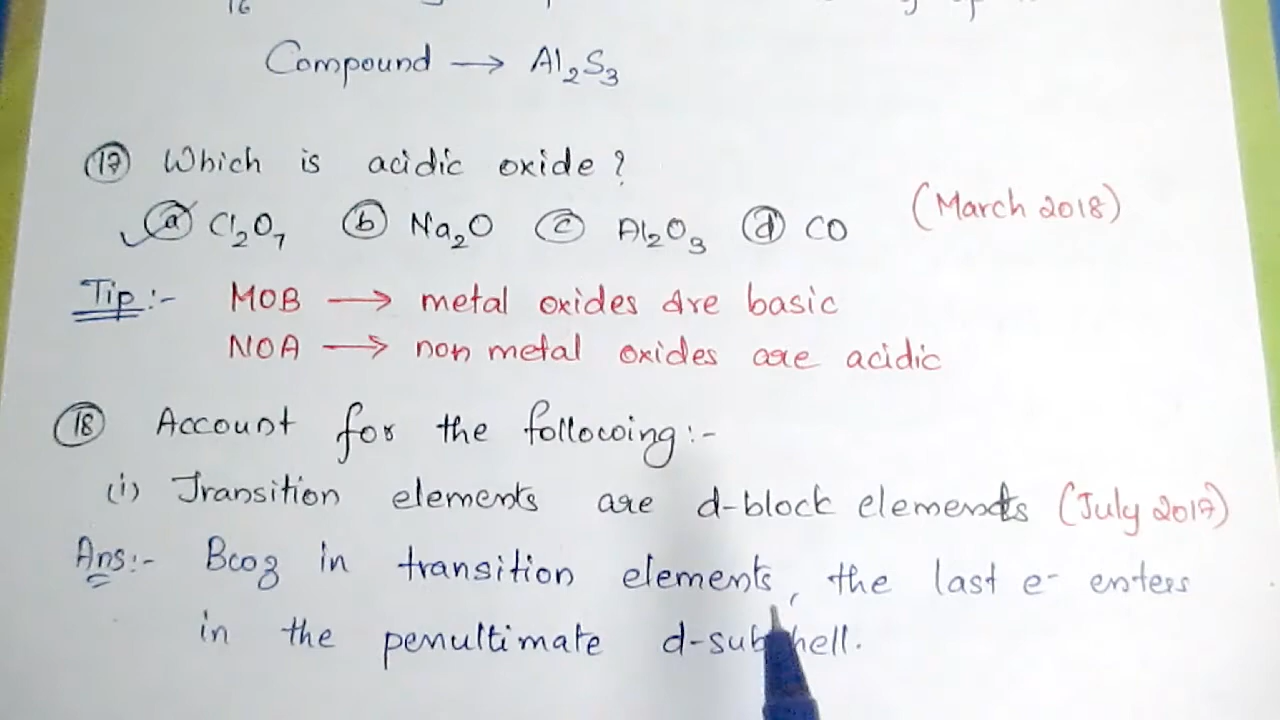 16
Compound → Al₂S₃
17 Which is acidic oxide ?
a Cl₂O₇ b Na₂O c Al₂O₃ d CO (March 2018)
Tip :- MOB → metal oxides are basic
NOA → non metal oxides are acidic
18 Account for the following :-
(i) Transition elements are d-block elements (July 2017)
Ans :- Bcoz in transition elements, the last e⁻ enters
in the penultimate d-subshell.